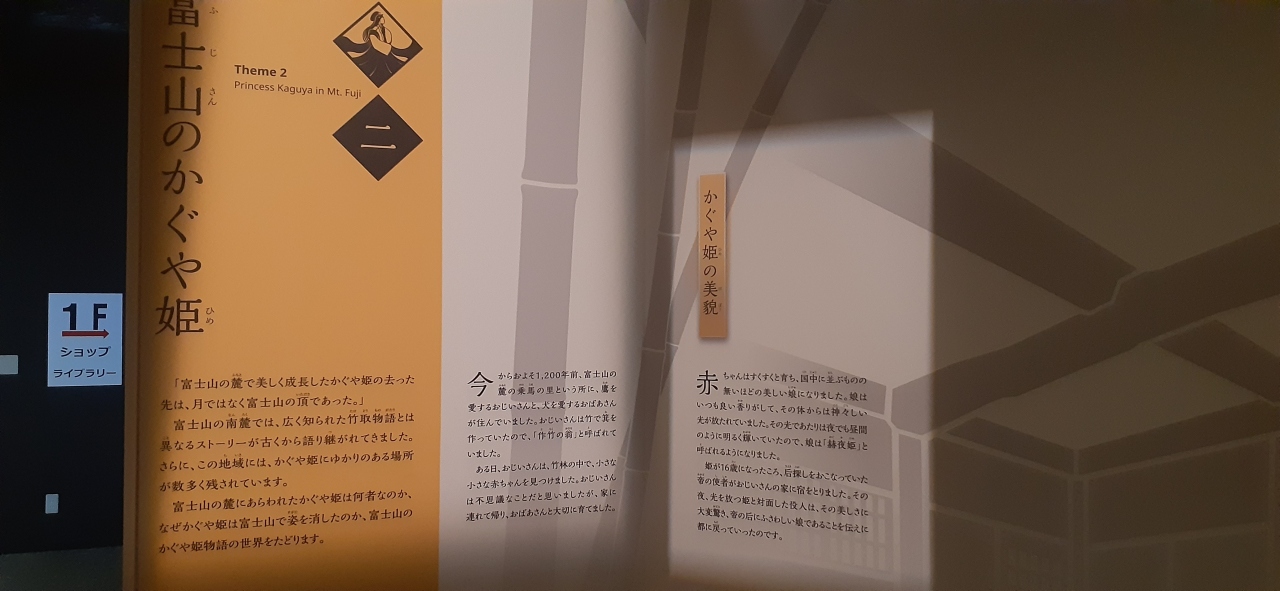 富士山のかぐや姫
ふじさん
ひめ
Theme 2
Princess Kaguya in Mt. Fuji
二
1F
ショップ
ライブラリー
「富士山の麓で美しく成長したかぐや姫の去った
先は、月ではなく富士山の頂であった。」
富士山の南麓では、広く知られた竹取物語とは
異なるストーリーが古くから語り継がれてきました。
さらに、この地域には、かぐや姫にゆかりのある場所
が数多く残されています。
富士山の麓にあらわれたかぐや姫は何者なのか、
なぜかぐや姫は富士山で姿を消したのか、富士山の
かぐや姫物語の世界をたどります。
今からおよそ1,200年前、富士山の
麓の乗馬の里という所に、鷹を
愛するおじいさんと、犬を愛するおばあさん
が住んでいました。おじいさんは竹で箕を
作っていたので、「作竹の翁」と呼ばれて
いました。
ある日、おじいさんは、竹林の中で、小さな
小さな赤ちゃんを見つけました。おじいさん
は不思議なことだと思いましたが、家に
連れて帰り、おばあさんと大切に育てました。
かぐや姫の美貌
赤ちゃんはすくすくと育ち、国中に並ぶものの
無いほどの美しい娘になりました。娘は
いつも良い香りがして、その体からは神々しい
光が放たれていました。その光であたりは夜でも昼間
のように明るく輝いていたので、娘は「赫夜姫」と
呼ばれるようになりました。
姫が16歳になったころ、后探しをおこなっていた
帝の使者がおじいさんの家に宿をとりました。その
夜、光を放つ姫と対面した役人は、その美しさに
大変驚き、帝の后にふさわしい娘であることを伝えに
都に戻っていったのです。